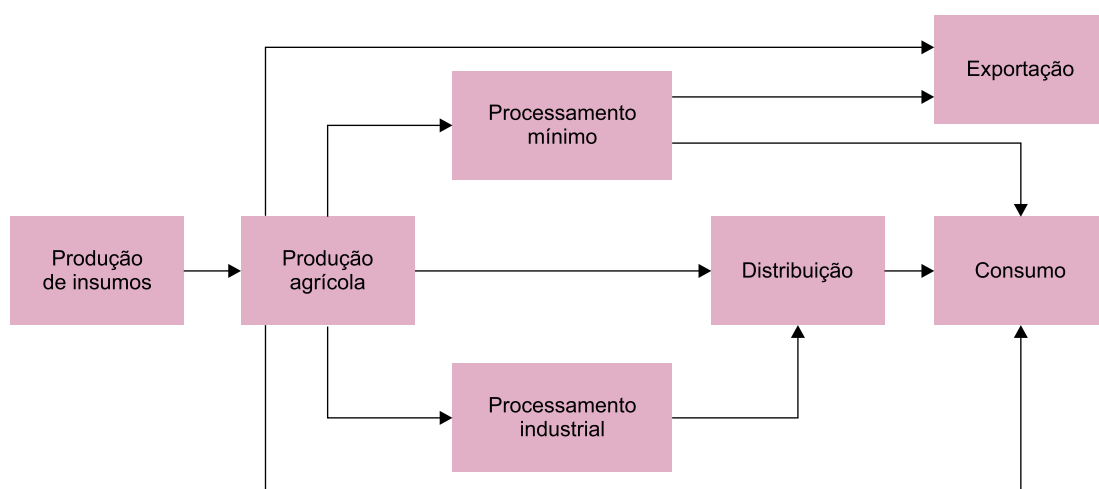 Exportação
Processamento
mínimo
Produção
de insumos
Produção
agrícola
Distribuição
Consumo
Processamento
industrial